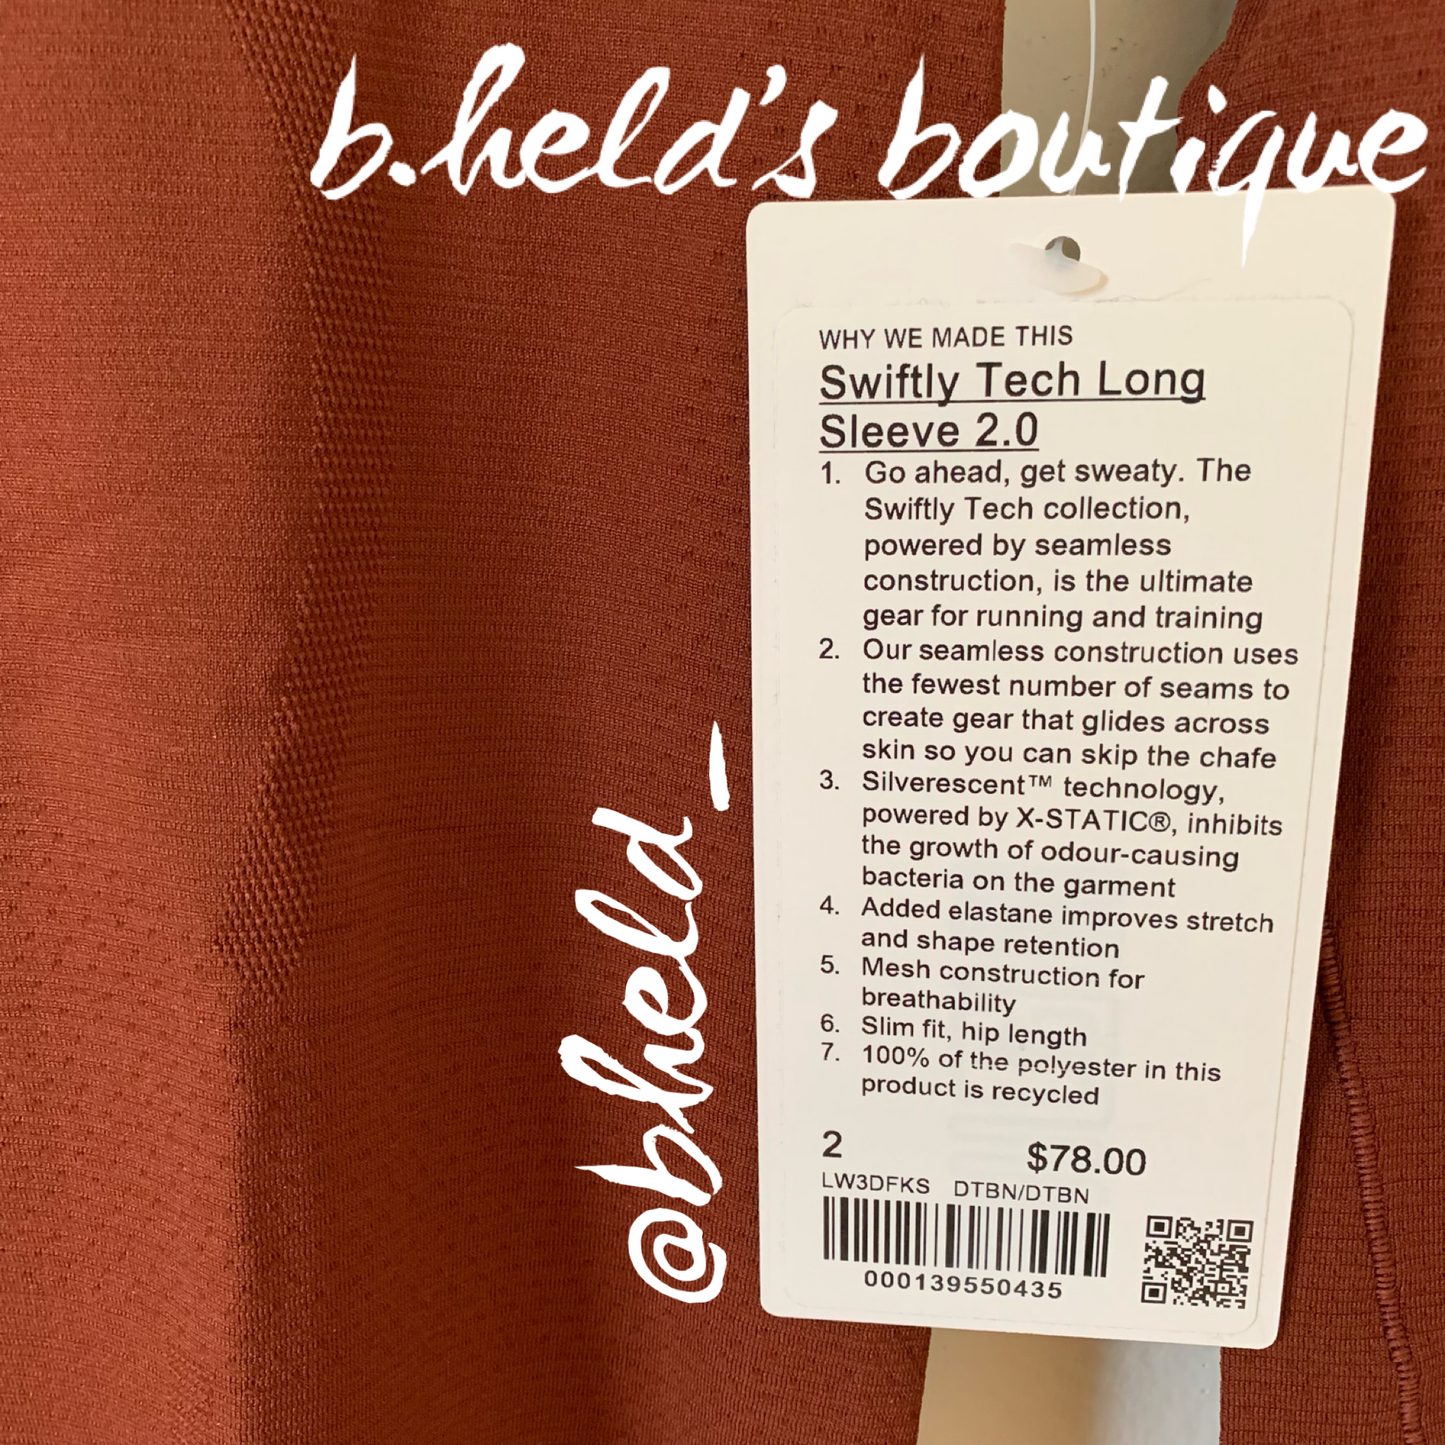 b.held's boutique
WHY WE MADE THIS
Swiftly Tech Long
Sleeve 2.0
1. Go ahead, get sweaty. The
Swiftly Tech collection,
powered by seamless
construction, is the ultimate
gear for running and training
2. Our seamless construction uses
the fewest number of seams to
create gear that glides across
skin so you can skip the chafe
3. Silverescent™ technology,
powered by X-STATIC®, inhibits
the growth of odour-causing
bacteria on the garment
4. Added elastane improves stretch
and shape retention
5. Mesh construction for
breathability
6. Slim fit, hip length
7. 100% of the polyester in this
product is recycled
2 $78.00
LW3DFKS DTBN/DTBN
000139550435
@bheld_